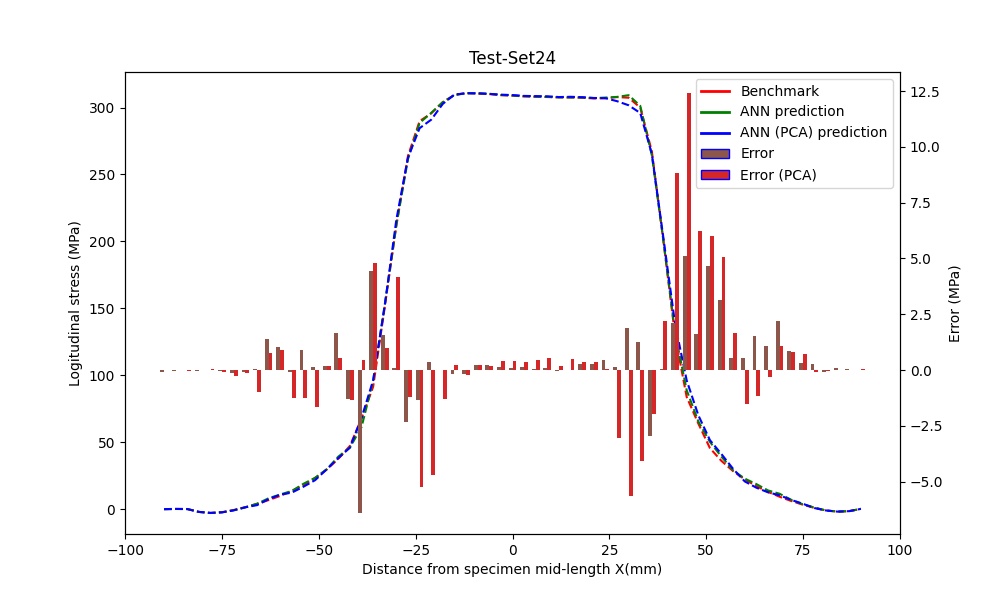 Test-Set24
Logitudinal stress (MPa)
300
250
200
150
100
50
0
Benchmark
ANN prediction
ANN (PCA) prediction
Error
Error (PCA)
12.5
10.0
7.5
5.0
2.5
0.0
−2.5
−5.0
Error (MPa)
−100
−75
−50
−25
0
25
50
75
100
Distance from specimen mid-length X(mm)